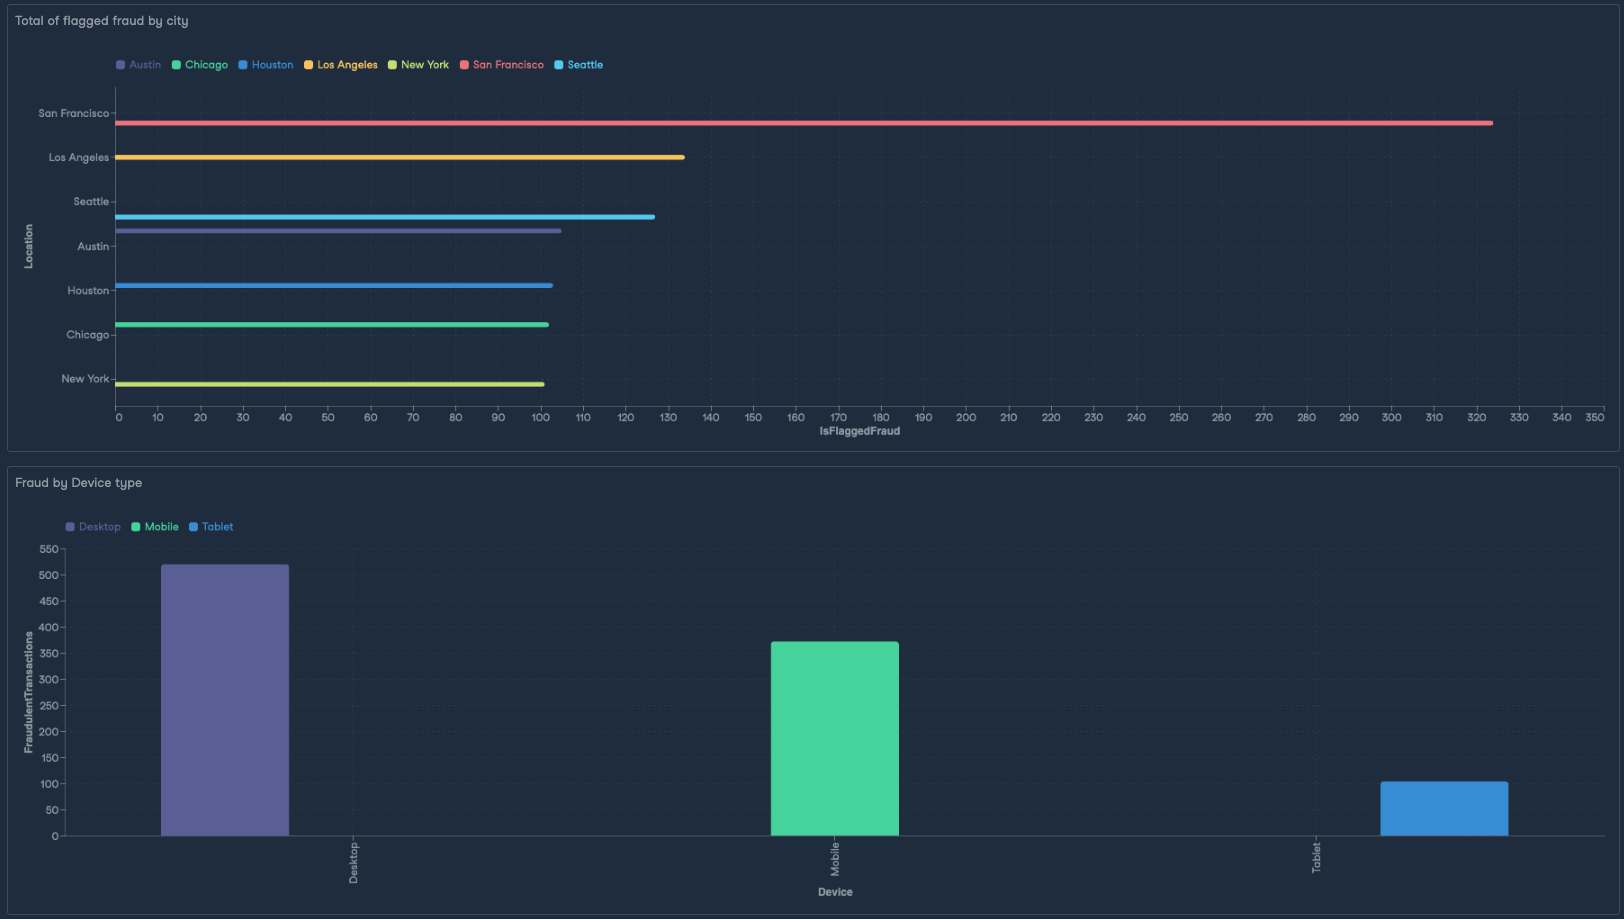 Total of flagged fraud by city
Austin Chicago Houston Los Angeles New York San Francisco Seattle
San Francisco
Los Angeles
Seattle
Austin
Houston
Chicago
New York
Location
0 10 20 30 40 50 60 70 80 90 100 110 120 130 140 150 160 170 180 190 200 210 220 230 240 250 260 270 280 290 300 310 320 330 340 350
IsFlaggedFraud
Fraud by Device type
Desktop Mobile Tablet
550
500
450
400
350
300
250
200
150
100
50
0
FraudulentTransactions
Desktop Mobile Tablet
Device